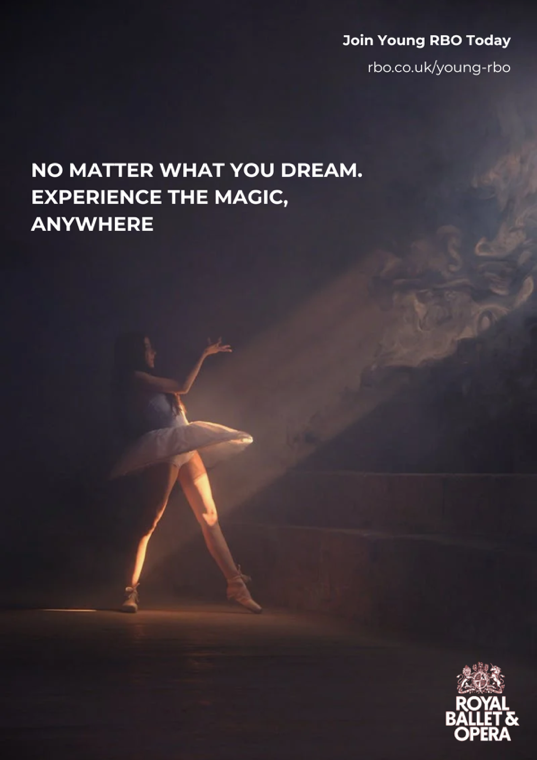 Join Young RBO Today
rbo.co.uk/young-rbo
NO MATTER WHAT YOU DREAM.
EXPERIENCE THE MAGIC,
ANYWHERE
ROYAL
BALLET &
OPERA